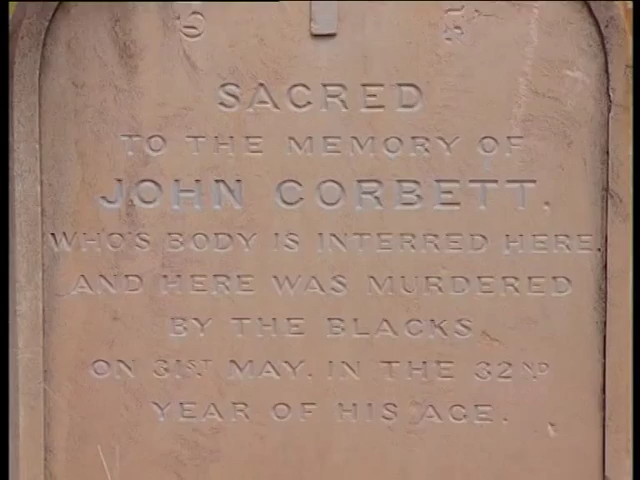 SACRED
TO THE MEMORY OF
JOHN CORBETT,
WHO'S BODY IS INTERRED HERE.
AND HERE WAS MURDERED
BY THE BLACKS
ON 31ST MAY. IN THE 32ND
YEAR OF HIS AGE.